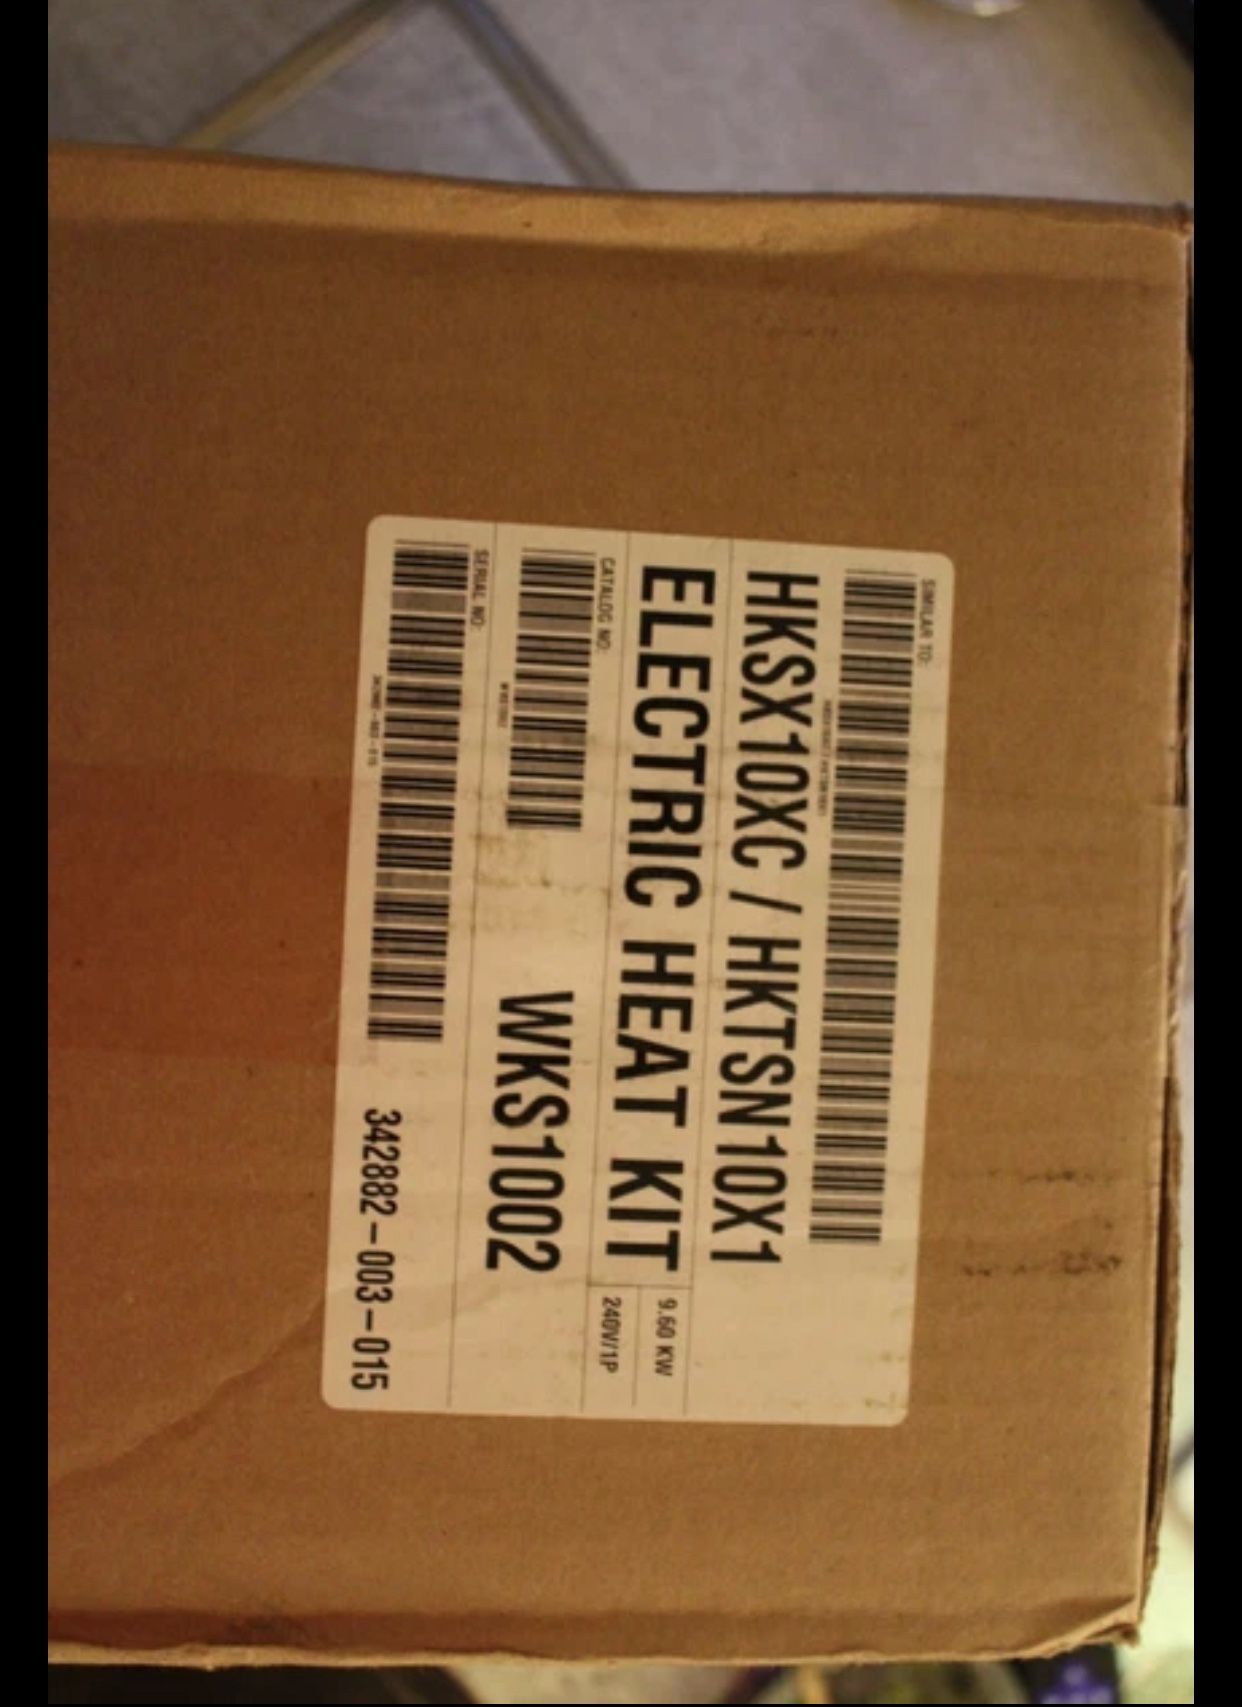 SIMILAR TO:
HKSX10XC / HKTSN10X1
ELECTRIC HEAT KIT
9.60 KW
240V/1P
CATALOG NO:
WKS1002
SERIAL NO:
342882-003-015